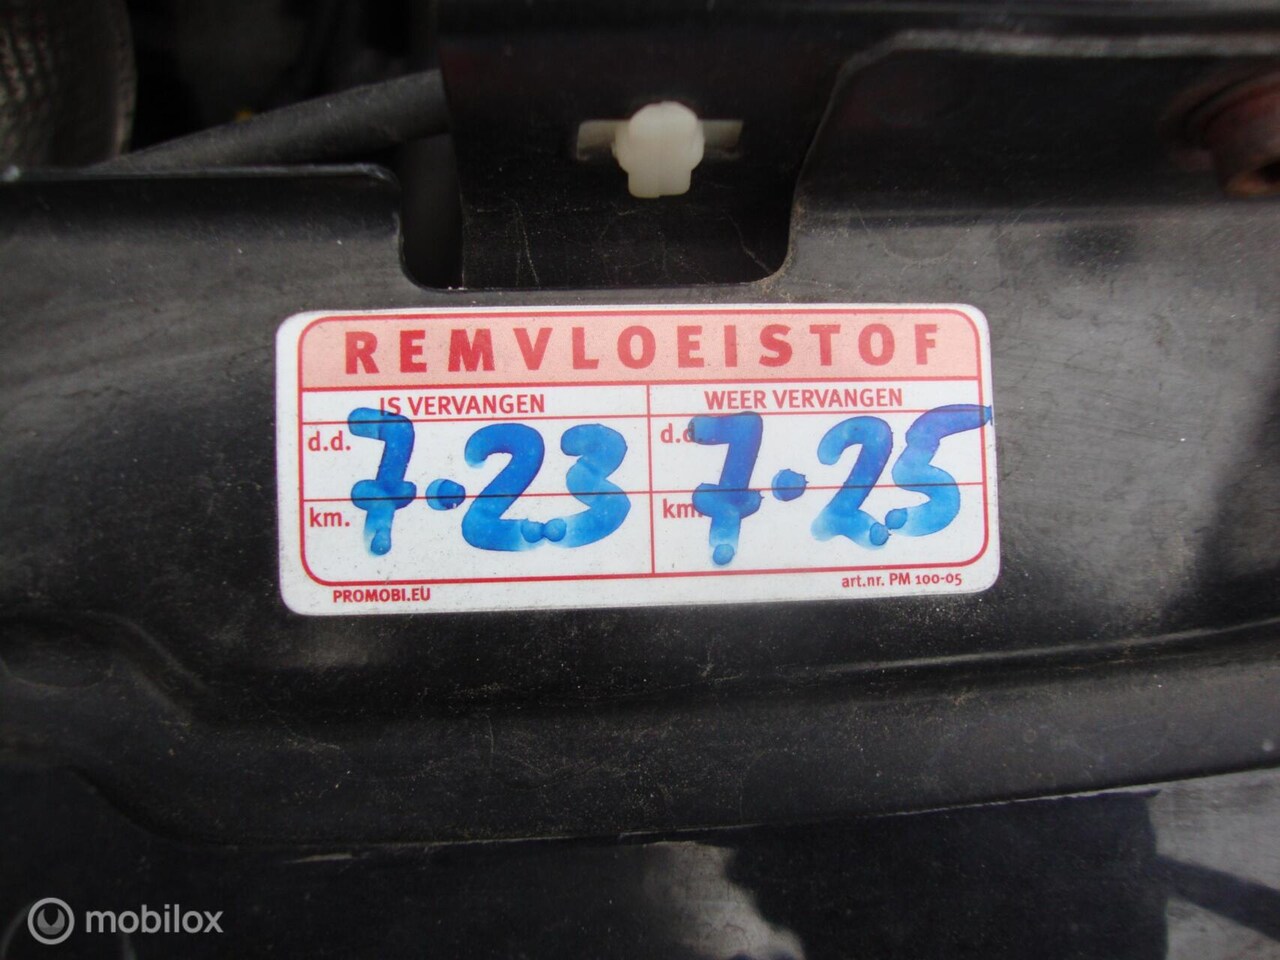 REMVLOEISTOF
IS VERVANGEN
WEER VERVANGEN
d.d.
7.23
km.
d.d.
7.25
km.
PROMOBI.EU
art.nr. PM 100-05
mobilox